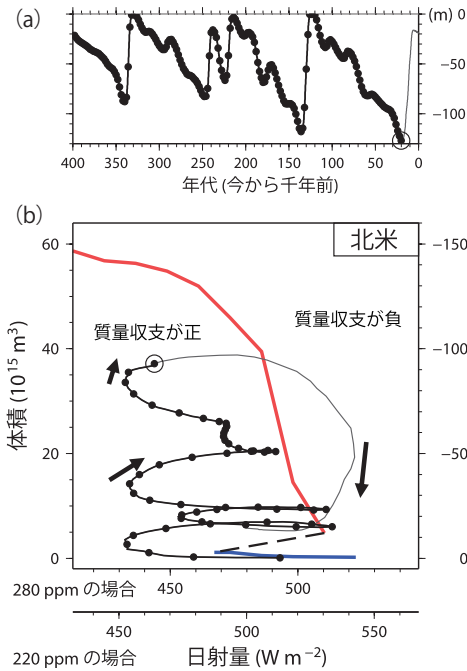 (a)
(m) 0
−50
−100
400 350 300 250 200 150 100 50 0
年代 (今から千年前)
(b)
北米
質量収支が正
質量収支が負
60
40
20
0
体積 (10¹⁵ m³)
−150
−100
−50
0
280 ppm の場合
450 500
450 500 550
220 ppm の場合
日射量 (W m⁻²)